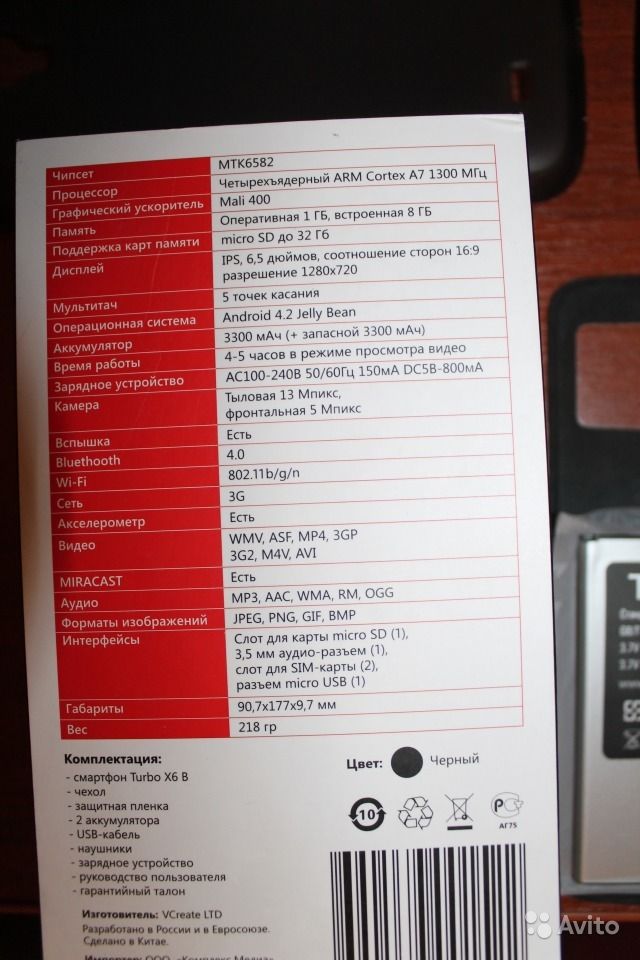 Чипсет MTK6582
Процессор Четырехъядерный ARM Cortex A7 1300 МГц
Графический ускоритель Mali 400
Память Оперативная 1 ГБ, встроенная 8 ГБ
Поддержка карт памяти micro SD до 32 Гб
Дисплей IPS, 6,5 дюймов, соотношение сторон 16:9
разрешение 1280x720
Мультитач 5 точек касания
Операционная система Android 4.2 Jelly Bean
Аккумулятор 3300 мАч (+ запасной 3300 мАч)
Время работы 4-5 часов в режиме просмотра видео
Зарядное устройство AC100-240В 50/60Гц 150мА DC5В-800мА
Камера Тыловая 13 Мпикс,
фронтальная 5 Мпикс
Вспышка Есть
Bluethooth 4.0
Wi-Fi 802.11b/g/n
Сеть 3G
Акселерометр Есть
Видео WMV, ASF, MP4, 3GP
3G2, M4V, AVI
MIRACAST Есть
Аудио MP3, AAC, WMA, RM, OGG
Форматы изображений JPEG, PNG, GIF, BMP
Интерфейсы Слот для карты micro SD (1),
3,5 мм аудио-разъем (1),
слот для SIM-карты (2),
разъем micro USB (1)
Габариты 90,7x177x9,7 мм
Вес 218 гр
Комплектация:
- смартфон Turbo X6 B
- чехол
- защитная пленка
- 2 аккумулятора
- USB-кабель
- наушники
- зарядное устройство
- руководство пользователя
- гарантийный талон
Цвет: Черный
10
АГ75
Изготовитель: VCreate LTD
Разработано в России и в Евросоюзе.
Сделано в Китае.
Импортер: ООО «Комплекс Медиа»
3.7V
3.7V
Avito